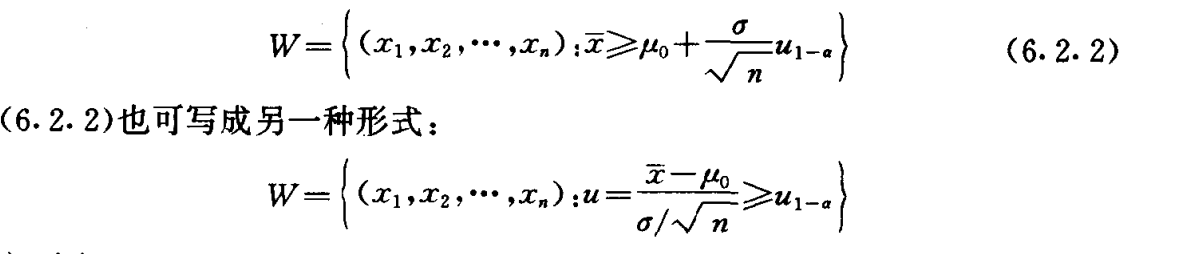 W={(x₁,x₂,⋯,xₙ):x̄⩾μ₀+σ/√n u₁₋α} (6.2.2)
(6.2.2)也可写成另一种形式:
W={(x₁,x₂,⋯,xₙ):u=(x̄−μ₀)/(σ/√n)⩾u₁₋α}